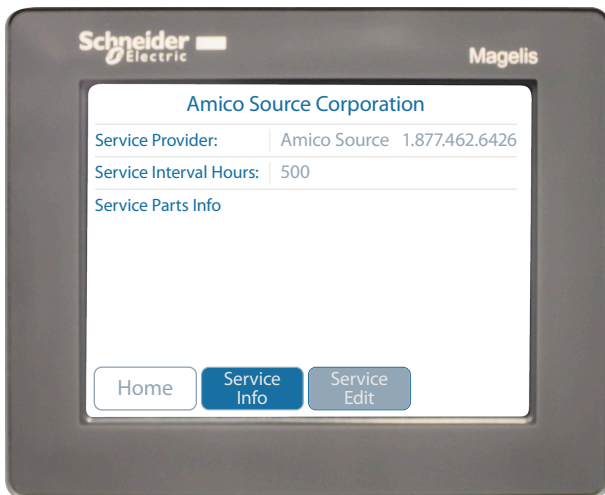 Schneider
Electric
Magelis
Amico Source Corporation
Service Provider: Amico Source 1.877.462.6426
Service Interval Hours: 500
Service Parts Info
Home
Service
Info
Service
Edit